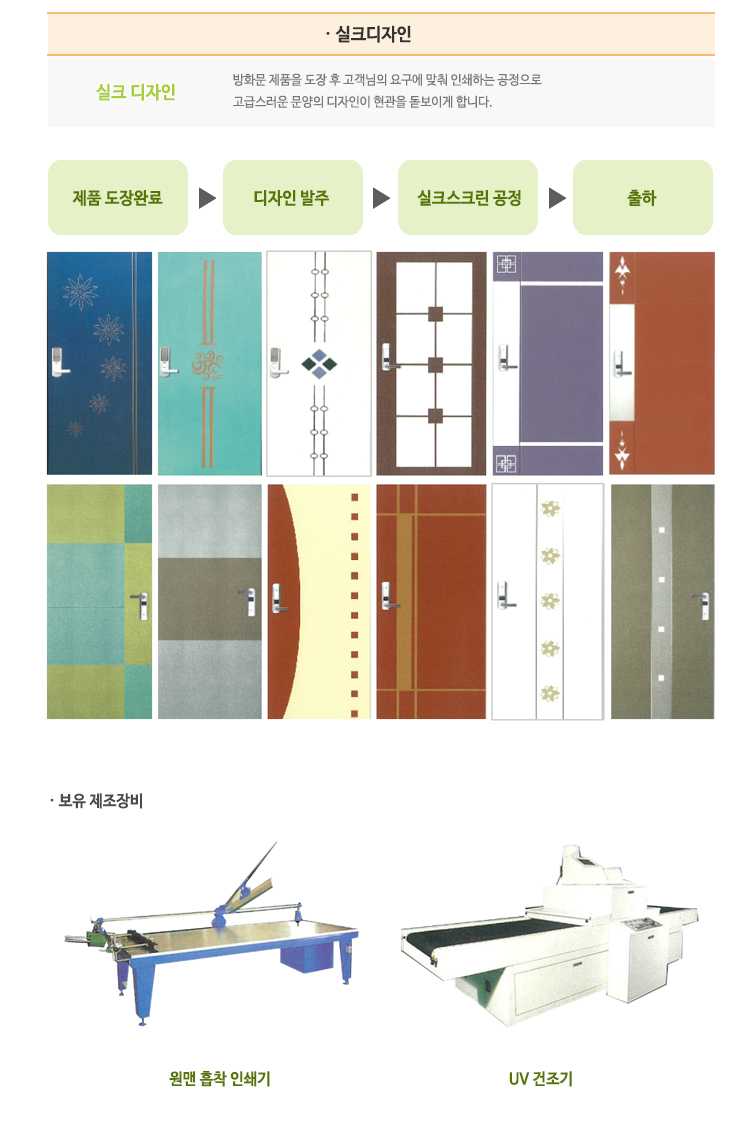 · 실크디자인
실크 디자인
방화문 제품을 도장 후 고객님의 요구에 맞춰 인쇄하는 공정으로
고급스러운 문양의 디자인이 현관을 돋보이게 합니다.
제품 도장완료
디자인 발주
실크스크린 공정
출하
· 보유 제조장비
원맨 흡착 인쇄기
UV 건조기